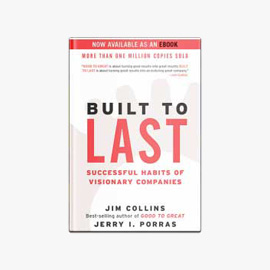 NOW AVAILABLE AS AN EBOOK
MORE THAN ONE MILLION COPIES SOLD
BUILT TO
LAST
SUCCESSFUL HABITS OF
VISIONARY COMPANIES
JIM COLLINS
Best-selling author of GOOD TO GREAT
JERRY I. PORRAS